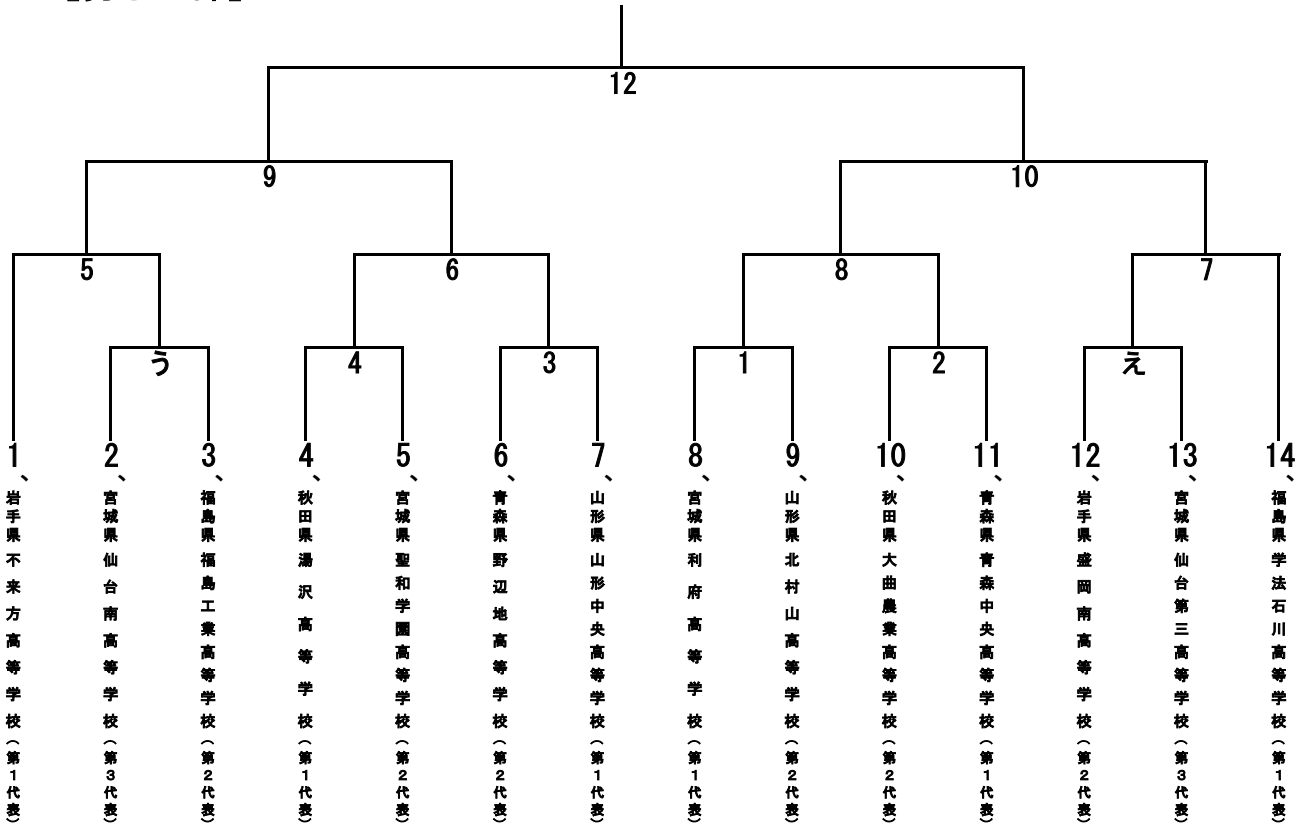 12
9
10
5
6
8
7
う
4
3
1
2
え
1、岩手県 不来方高等学校(第1代表)
2、宮城県 仙台南高等学校(第3代表)
3、福島県 福島工業高等学校(第2代表)
4、秋田県 湯沢高等学校(第1代表)
5、宮城県 聖和学園高等学校(第2代表)
6、青森県 野辺地高等学校(第2代表)
7、山形県 山形中央高等学校(第1代表)
8、宮城県 利府高等学校(第1代表)
9、山形県 北村山高等学校(第2代表)
10、秋田県 大曲農業高等学校(第2代表)
11、青森県 青森中央高等学校(第1代表)
12、岩手県 盛岡南高等学校(第2代表)
13、宮城県 仙台第三高等学校(第3代表)
14、福島県 学法石川高等学校(第1代表)